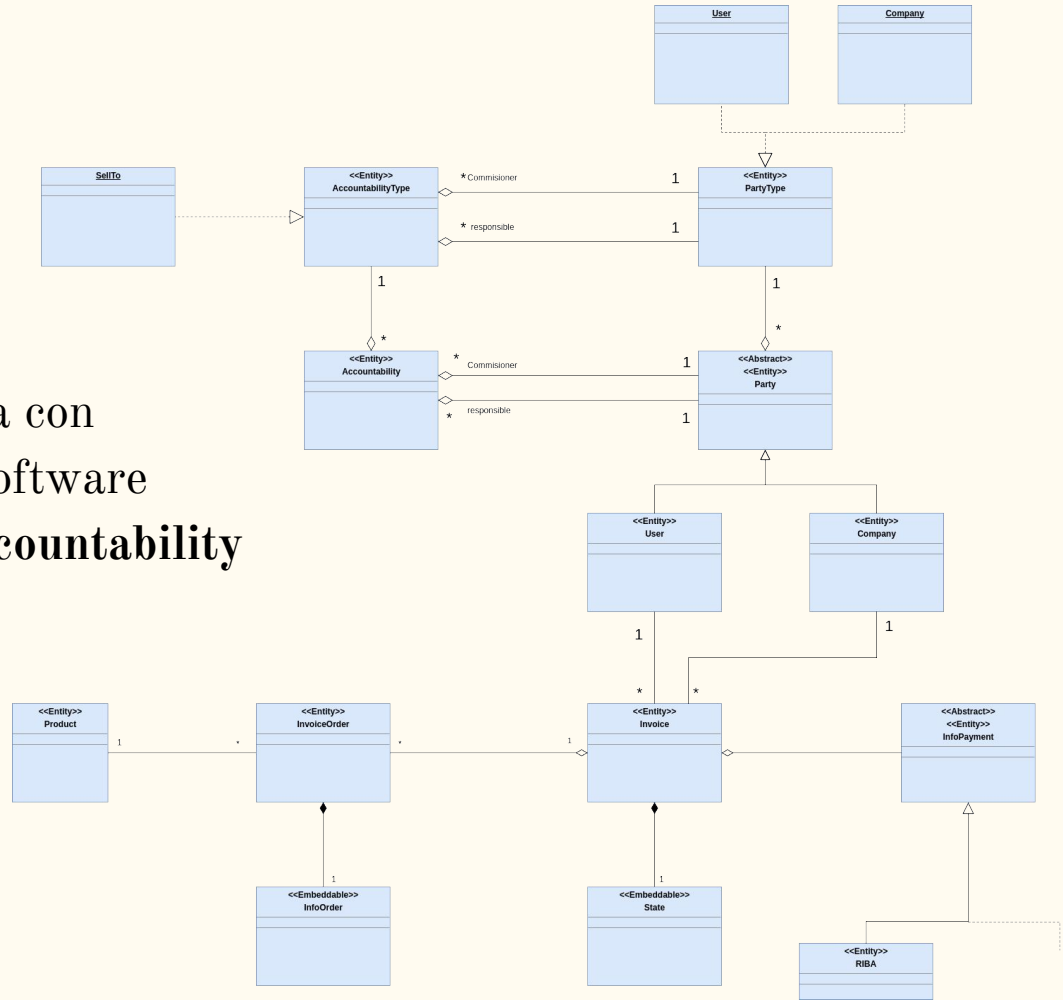 User
Company
SellTo
<<Entity>>
AccountabilityType
* Commisioner 1
* responsible 1
<<Entity>>
PartyType
1
*
1
*
<<Entity>>
Accountability
* Commisioner 1
* responsible 1
<<Abstract>>
<<Entity>>
Party
a con
oftware
countability
<<Entity>>
User
<<Entity>>
Company
1
*
1
*
<<Entity>>
Product
1 *
<<Entity>>
InvoiceOrder
* 1
<<Entity>>
Invoice
<<Abstract>>
<<Entity>>
InfoPayment
1
<<Embeddable>>
InfoOrder
1
<<Embeddable>>
State
<<Entity>>
RIBA